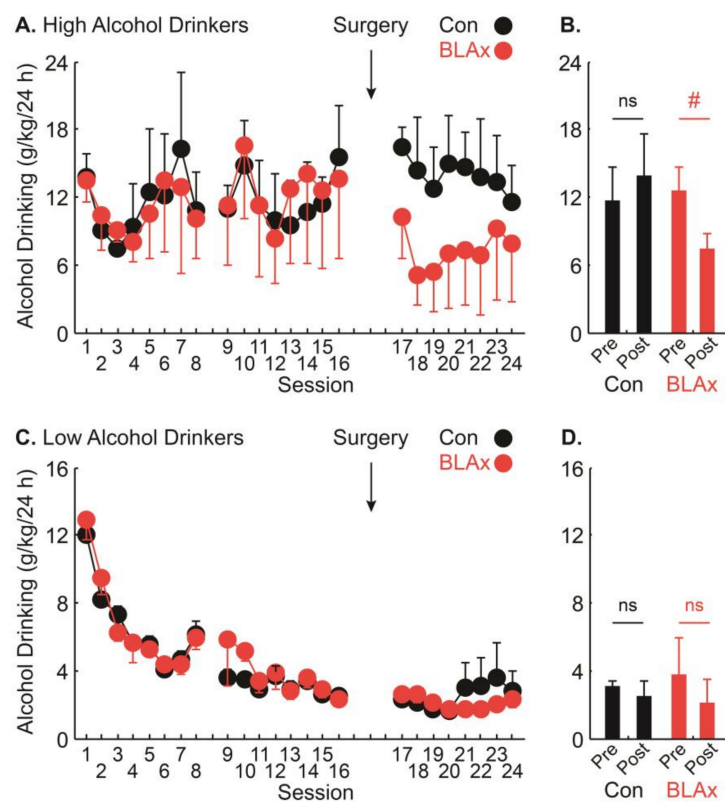 A. High Alcohol Drinkers
Surgery
Con
BLAx
B.
Alcohol Drinking (g/kg/24 h)
24
18
12
6
0
1 2 3 4 5 6 7 8 9 10 11 12 13 14 15 16 17 18 19 20 21 22 23 24
Session
24
18
12
6
0
ns
#
Pre Post Pre Post
Con BLAx
C. Low Alcohol Drinkers
Surgery
Con
BLAx
D.
Alcohol Drinking (g/kg/24 h)
16
12
8
4
0
1 2 3 4 5 6 7 8 9 10 11 12 13 14 15 16 17 18 19 20 21 22 23 24
Session
16
12
8
4
0
ns
ns
Pre Post Pre Post
Con BLAx